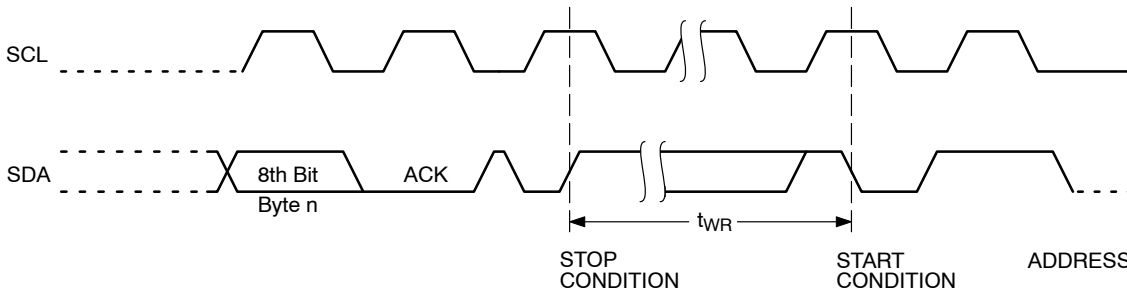 SCL
SDA
8th Bit
Byte n
ACK
tWR
STOP
CONDITION
START
CONDITION
ADDRESS